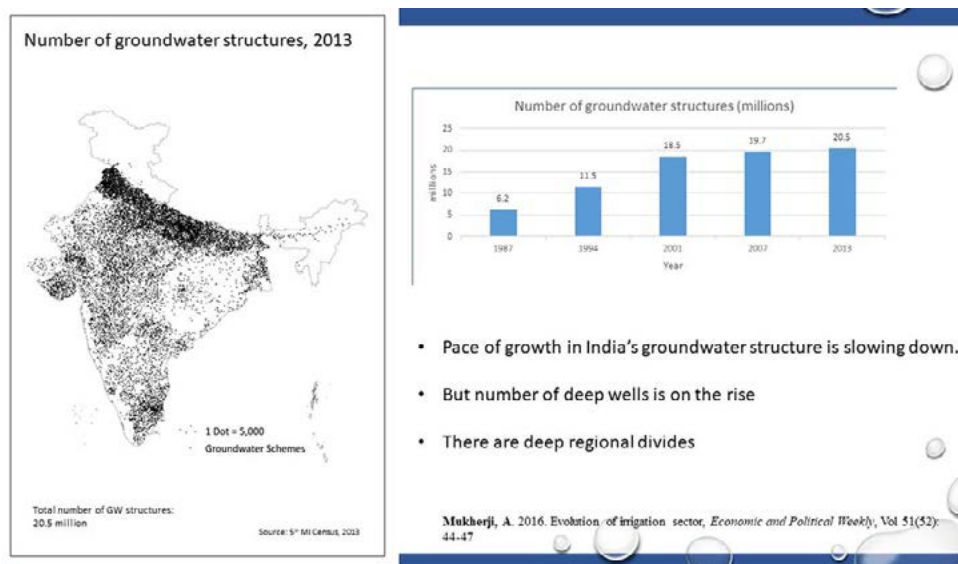 Number of groundwater structures, 2013
1 Dot = 5,000
Groundwater Schemes
Total number of GW structures:
20.5 million
Source: 5th MI Census, 2013
Number of groundwater structures (millions)
25
20
15
10
5
0
millions
6.2
11.5
18.5
19.7
20.5
1987
1994
2001
2007
2013
Year
• Pace of growth in India's groundwater structure is slowing down.
• But number of deep wells is on the rise
• There are deep regional divides
Mukherji, A. 2016. Evolution of irrigation sector, Economic and Political Weekly, Vol 51(52):
44-47